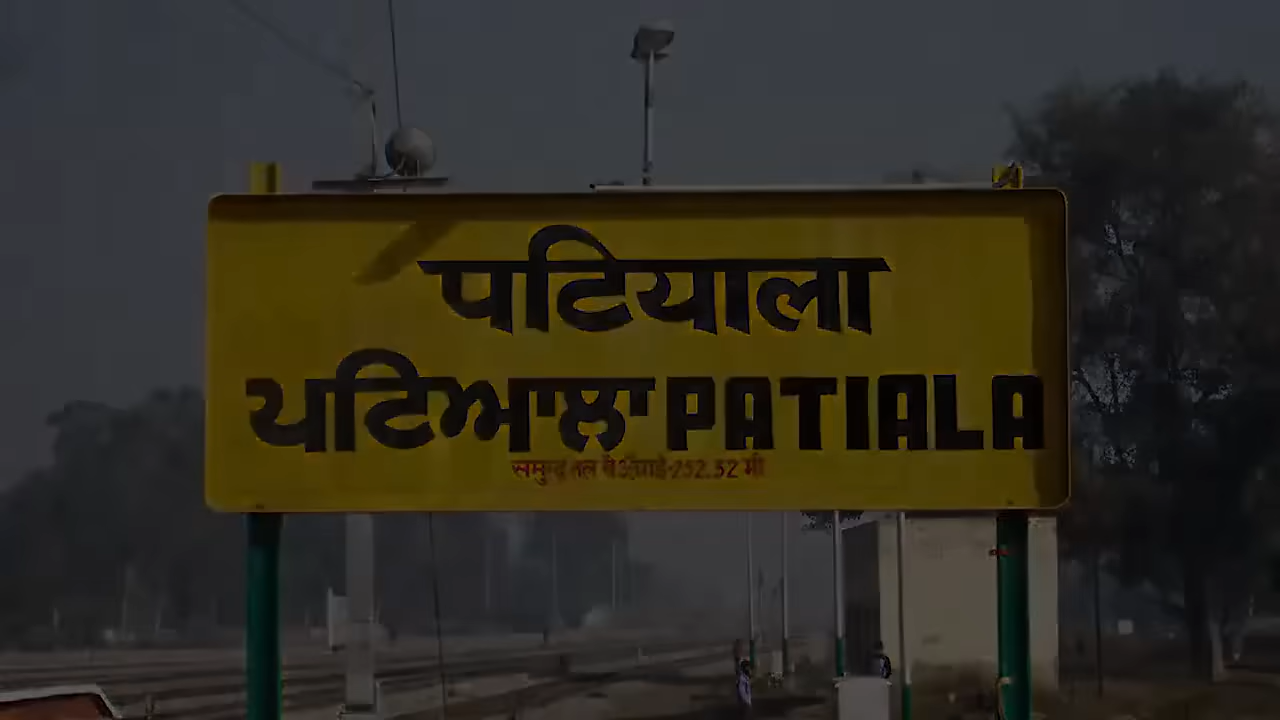 पटियाला
ਪਟਿਆਲਾ PATIALA
समुन्द्र तल से ऊंचाई-252.52 मी